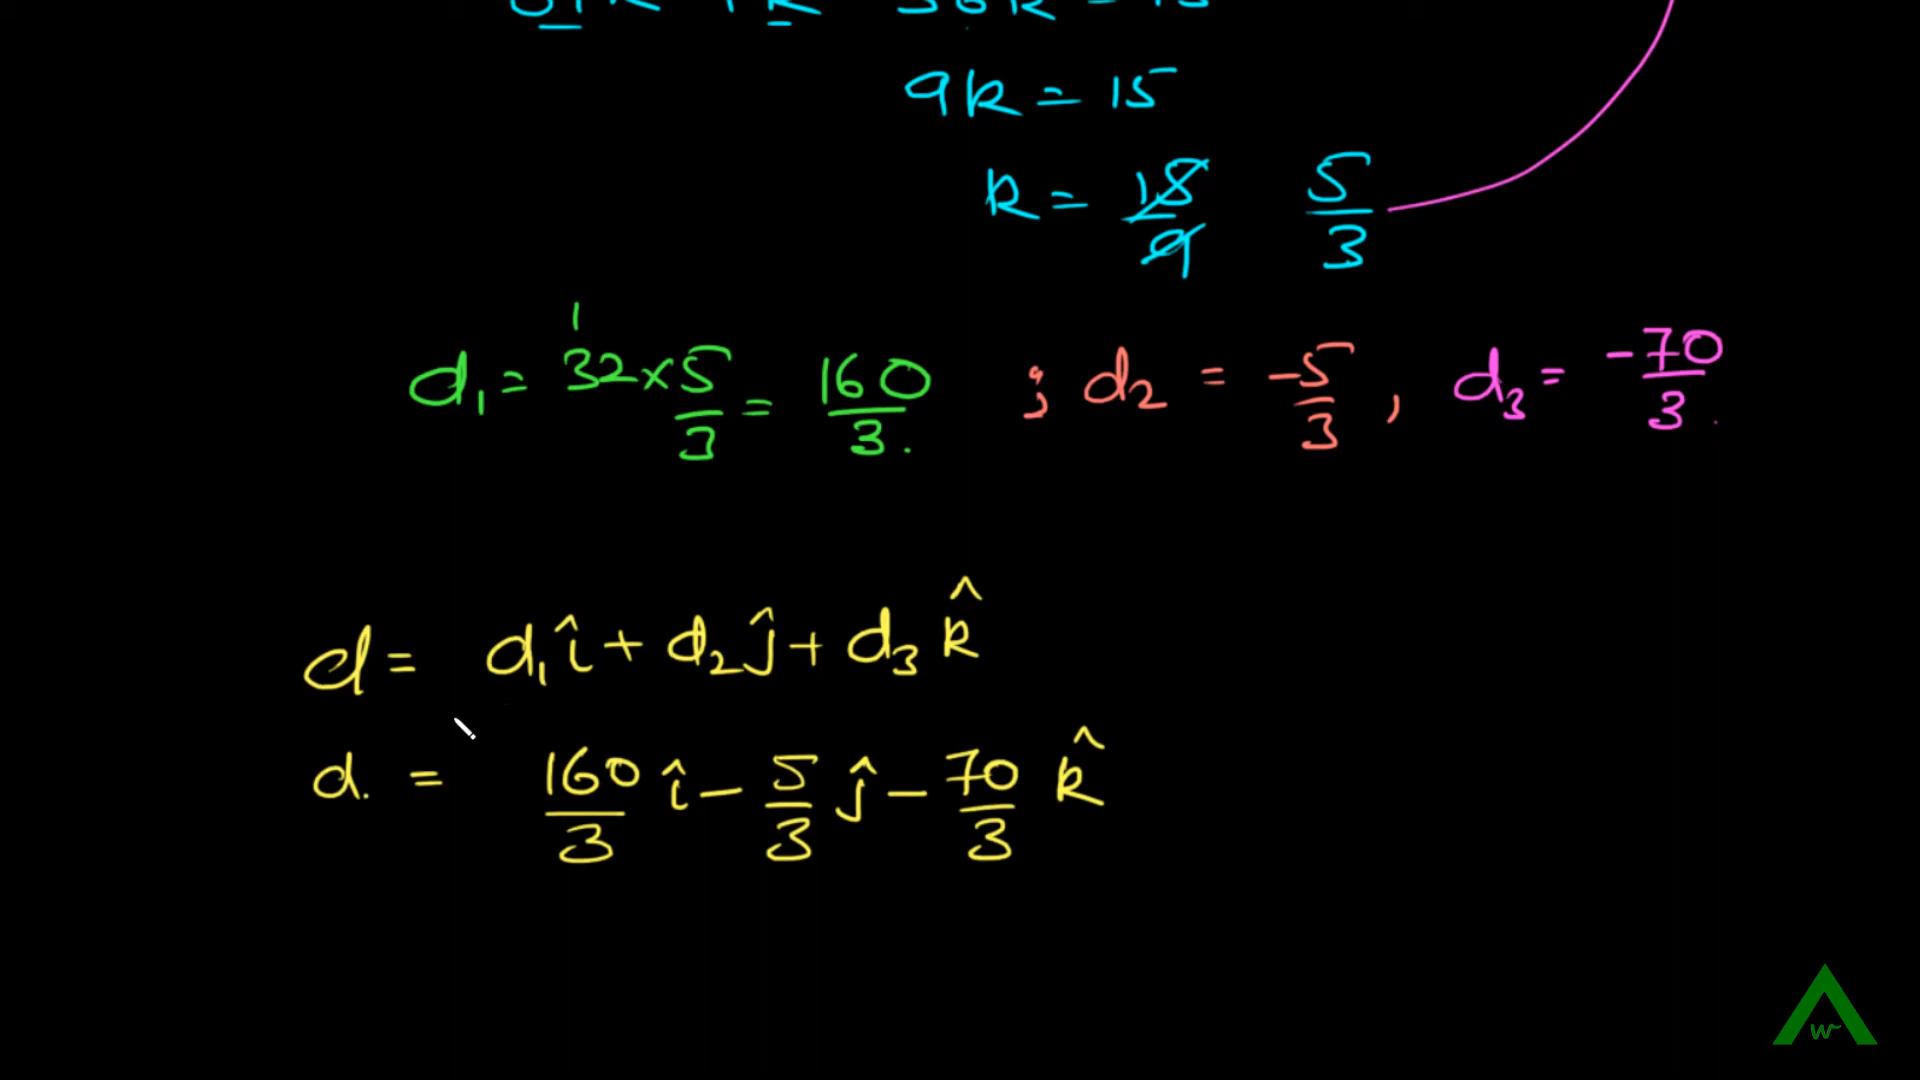 9k = 15
k = 15/9 5/3
d₁ = 32 × 5/3 = 160/3. ; d₂ = -5/3 , d₃ = -70/3.
d = d₁î + d₂ĵ + d₃k̂
d. = 160/3 î - 5/3 ĵ - 70/3 k̂
W